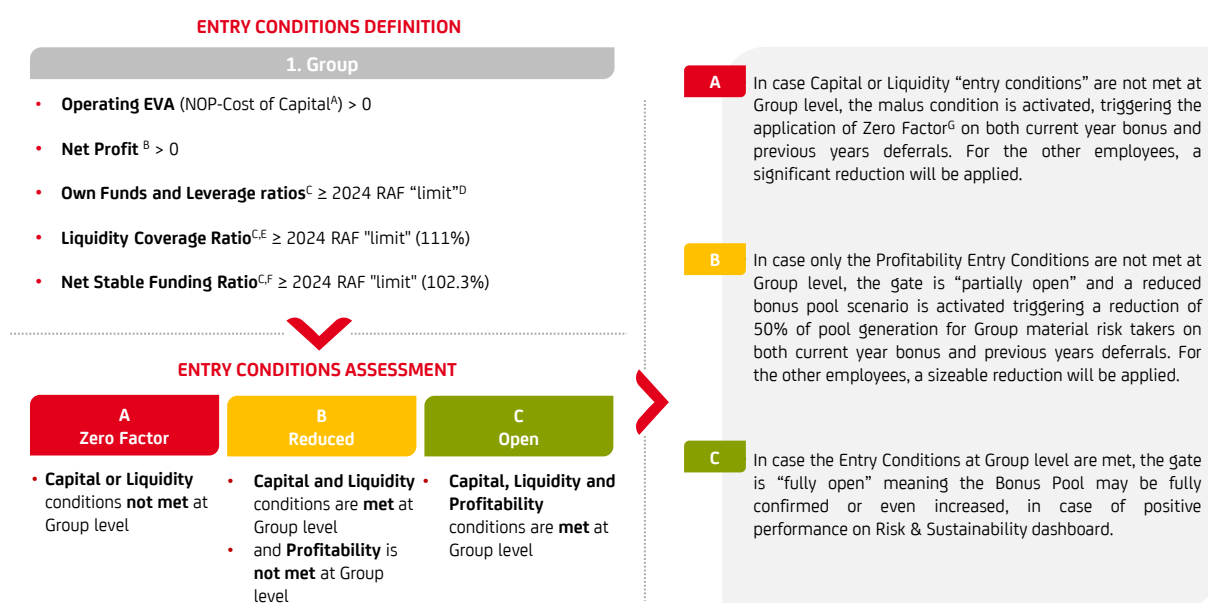 ENTRY CONDITIONS DEFINITION
1. Group
• Operating EVA (NOP-Cost of Capitalᴬ) > 0
• Net Profit ᴮ > 0
• Own Funds and Leverage ratiosᶜ ≥ 2024 RAF “limit”ᴰ
• Liquidity Coverage Ratioᶜ,ᴱ ≥ 2024 RAF "limit" (111%)
• Net Stable Funding Ratioᶜ,ᶠ ≥ 2024 RAF "limit" (102.3%)
ENTRY CONDITIONS ASSESSMENT
A
Zero Factor
• Capital or Liquidity
conditions not met at
Group level
B
Reduced
• Capital and Liquidity
conditions are met at
Group level
• and Profitability is
not met at Group
level
C
Open
• Capital, Liquidity and
Profitability
conditions are met at
Group level
A
In case Capital or Liquidity “entry conditions” are not met at
Group level, the malus condition is activated, triggering the
application of Zero Factorᴳ on both current year bonus and
previous years deferrals. For the other employees, a
significant reduction will be applied.
B
In case only the Profitability Entry Conditions are not met at
Group level, the gate is “partially open” and a reduced
bonus pool scenario is activated triggering a reduction of
50% of pool generation for Group material risk takers on
both current year bonus and previous years deferrals. For
the other employees, a sizeable reduction will be applied.
C
In case the Entry Conditions at Group level are met, the gate
is “fully open” meaning the Bonus Pool may be fully
confirmed or even increased, in case of positive
performance on Risk & Sustainability dashboard.